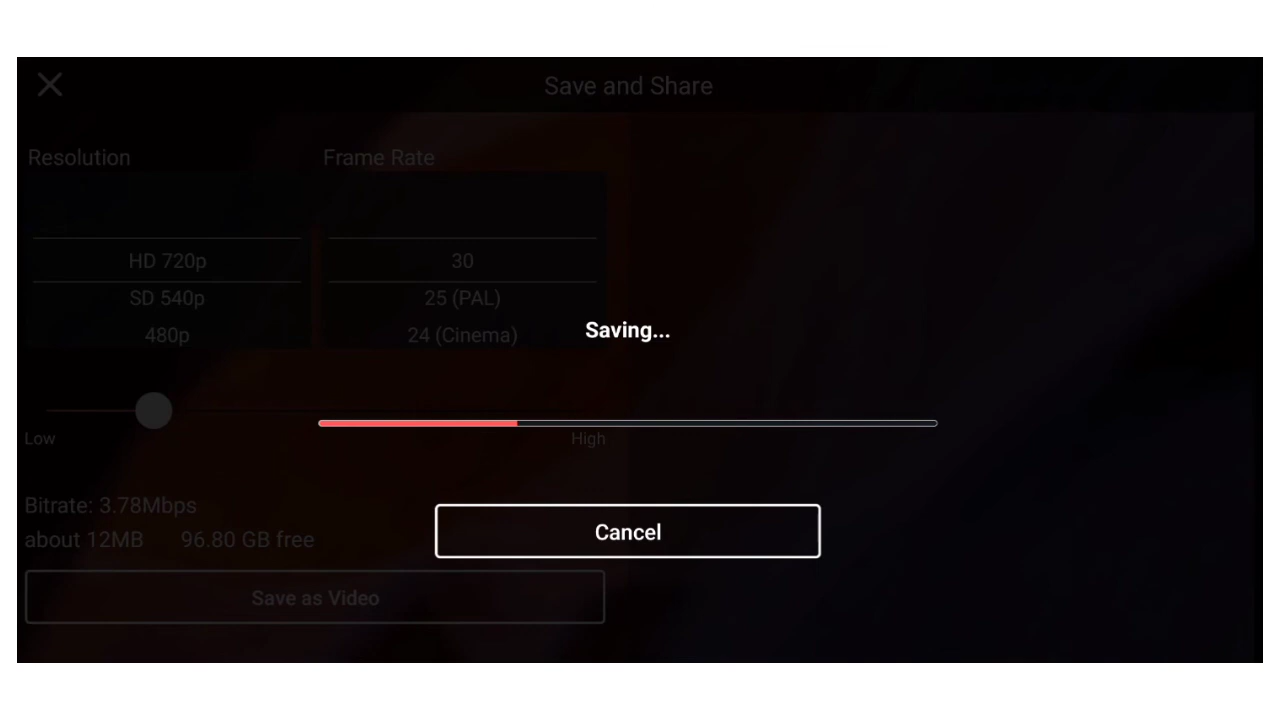 Save and Share
Resolution
Frame Rate
HD 720p
30
SD 540p
25 (PAL)
480p
24 (Cinema)
Saving...
Low
High
Bitrate: 3.78Mbps
about 12MB 96.80 GB free
Cancel
Save as Video